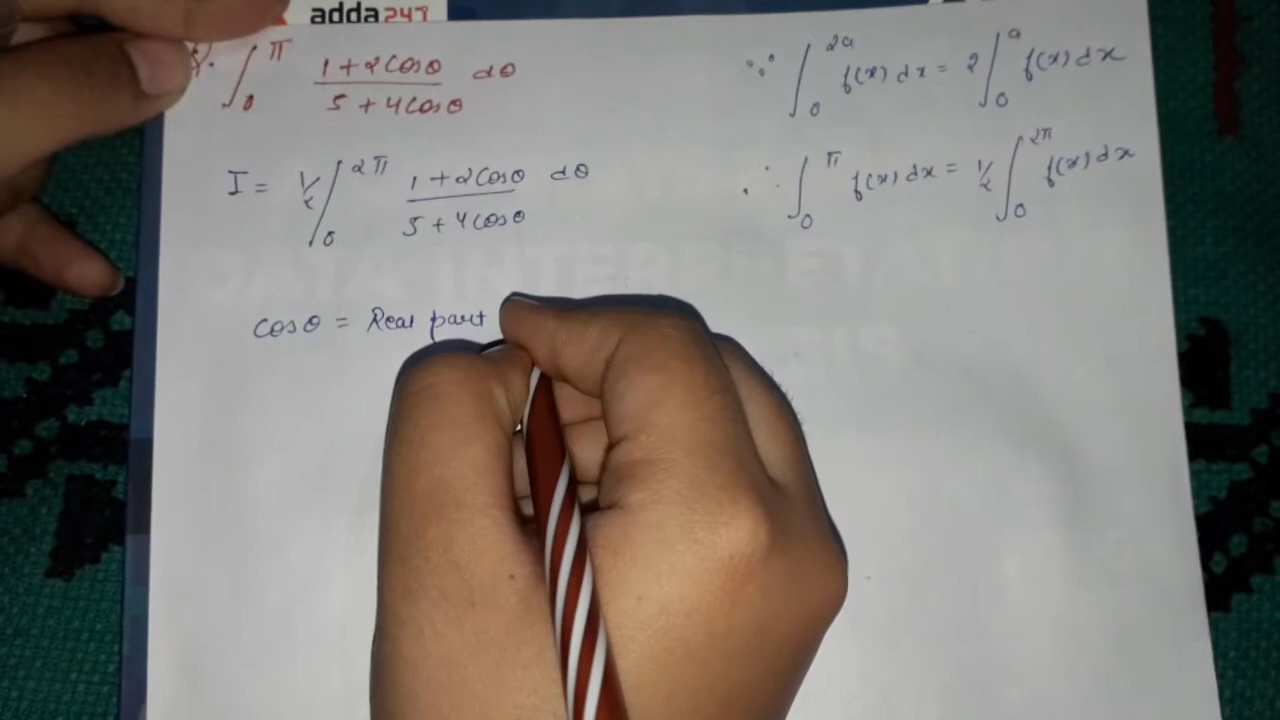 adda247
Q. ∫₀^π (1+2cosθ)/(5+4cosθ) dθ
∵ ∫₀^2a f(x) dx = 2∫₀^a f(x) dx
I = 1/2 ∫₀^2π (1+2cosθ)/(5+4cosθ) dθ
∴ ∫₀^π f(x) dx = 1/2 ∫₀^2π f(x) dx
cosθ = Real part